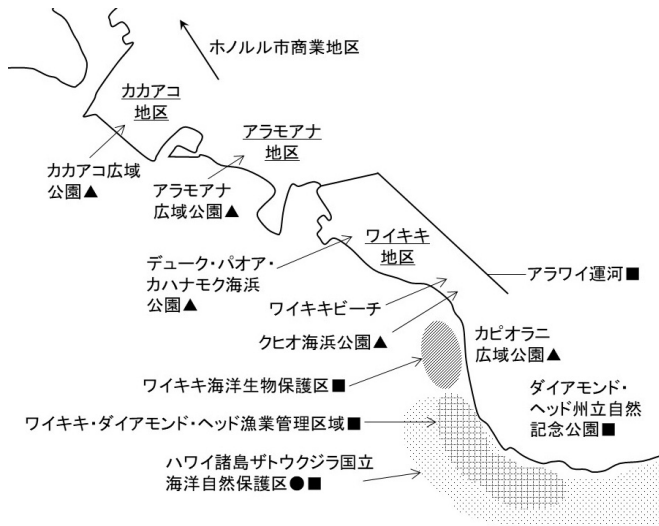 ホノルル市商業地区
カカアコ
地区
アラモアナ
地区
カカアコ広域
公園▲
アラモアナ
広域公園▲
ワイキキ
地区
デューク・パオア・
カハナモク海浜
公園▲
アラワイ運河■
ワイキキビーチ
クヒオ海浜公園▲
カピオラニ
広域公園▲
ワイキキ海洋生物保護区■
ダイアモンド・
ヘッド州立自然
記念公園■
ワイキキ・ダイアモンド・ヘッド漁業管理区域■
ハワイ諸島ザトウクジラ国立
海洋自然保護区●■